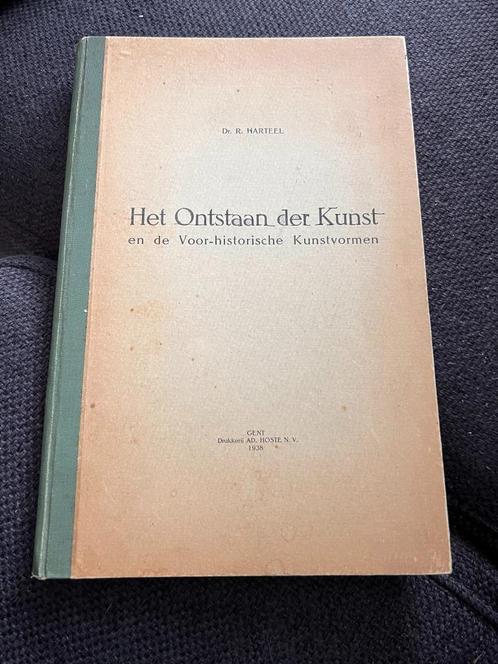 Dr. R. HARTEEL
Het Ontstaan der Kunst
en de Voor-historische Kunstvormen
GENT
Drukkerij AD. HOSTE N. V.
1938